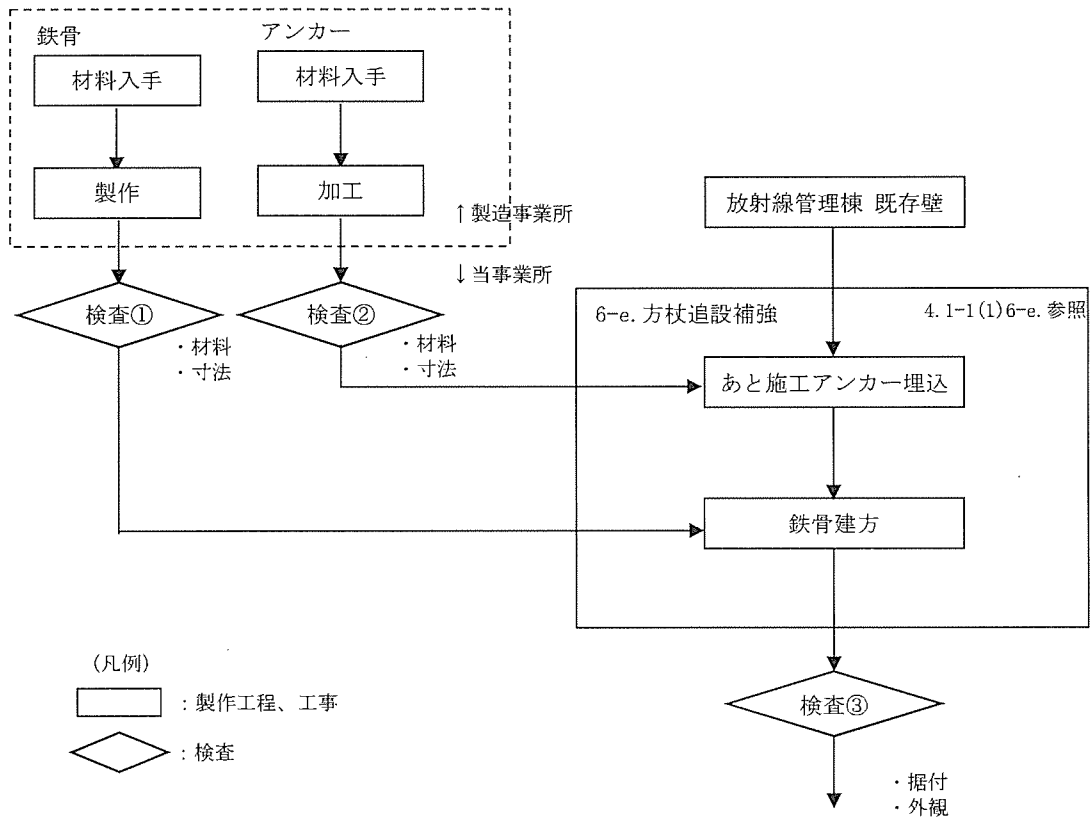 鉄骨
アンカー
材料入手
材料入手
製作
加工
↑製造事業所
↓当事業所
放射線管理棟 既存壁
検査①
・材料
・寸法
検査②
・材料
・寸法
6-e. 方杖追設補強
4.1-1(1)6-e. 参照
あと施工アンカー埋込
鉄骨建方
検査③
・据付
・外観
(凡例)
：製作工程、工事
：検査